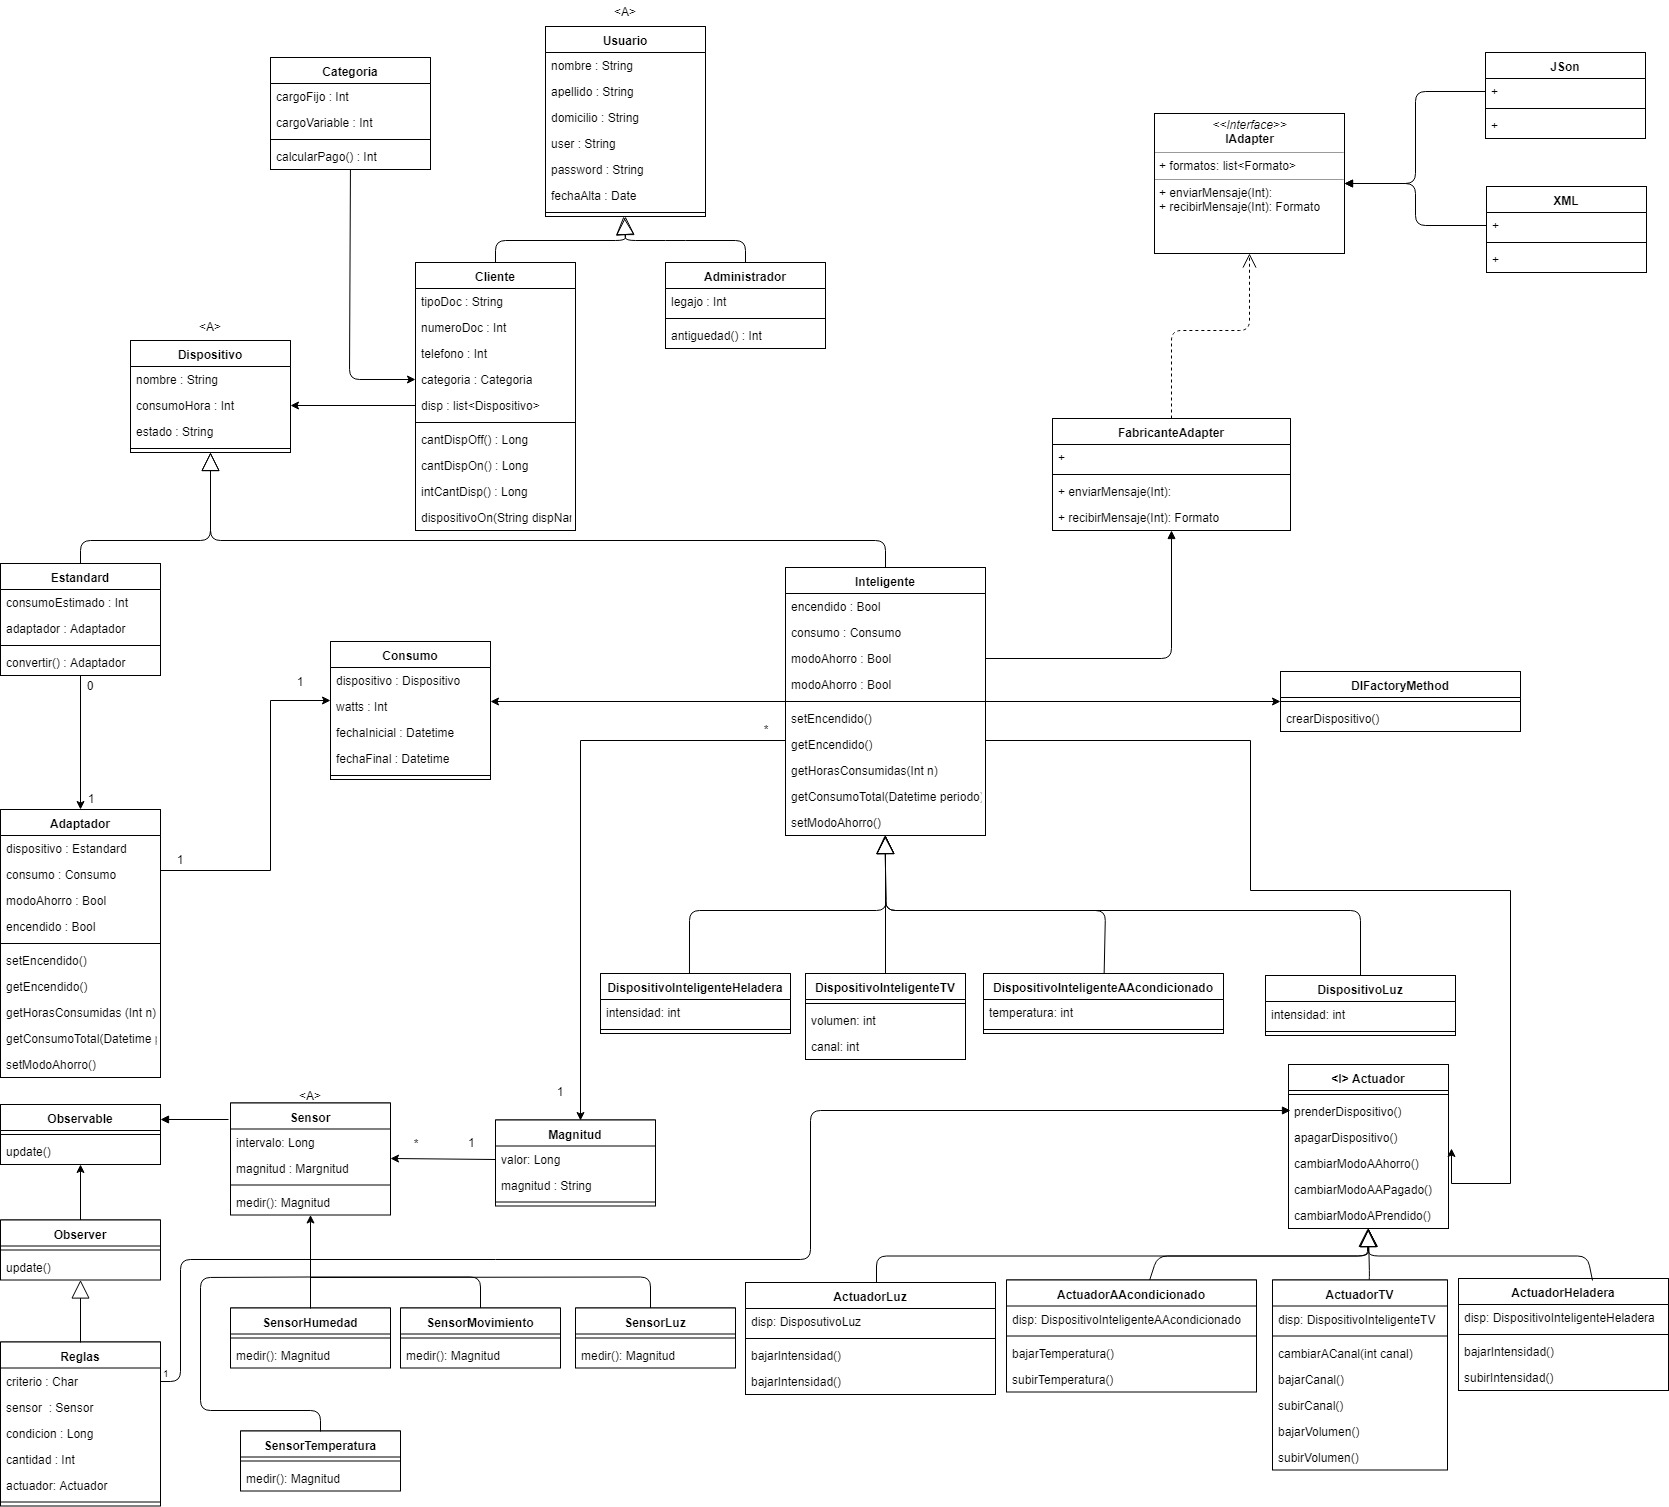 <A>
Usuario
nombre : String
apellido : String
domicilio : String
user : String
password : String
fechaAlta : Date
Categoria
cargoFijo : Int
cargoVariable : Int
calcularPago() : Int
JSon
+
+
<<Interface>>
IAdapter
+ formatos: list<Formato>
+ enviarMensaje(Int):
+ recibirMensaje(Int): Formato
XML
+
+
Cliente
tipoDoc : String
numeroDoc : Int
telefono : Int
categoria : Categoria
disp : list<Dispositivo>
cantDispOff() : Long
cantDispOn() : Long
intCantDisp() : Long
dispositivoOn(String dispNa
Administrador
legajo : Int
antiguedad() : Int
<A>
Dispositivo
nombre : String
consumoHora : Int
estado : String
FabricanteAdapter
+
+ enviarMensaje(Int):
+ recibirMensaje(Int): Formato
Estandard
consumoEstimado : Int
adaptador : Adaptador
convertir() : Adaptador
0
1
Inteligente
encendido : Bool
consumo : Consumo
modoAhorro : Bool
modoAhorro : Bool
setEncendido()
getEncendido()
getHorasConsumidas(Int n)
getConsumoTotal(Datetime periodo)
setModoAhorro()
Consumo
dispositivo : Dispositivo
watts : Int
fechaInicial : Datetime
fechaFinal : Datetime
1
*
DIFactoryMethod
crearDispositivo()
Adaptador
dispositivo : Estandard
consumo : Consumo
modoAhorro : Bool
encendido : Bool
setEncendido()
getEncendido()
getHorasConsumidas (Int n)
getConsumoTotal(Datetime
setModoAhorro()
1
DispositivoInteligenteHeladera
intensidad: int
DispositivoInteligenteTV
volumen: int
canal: int
DispositivoInteligenteAAcondicionado
temperatura: int
DispositivoLuz
intensidad: int
<I> Actuador
prenderDispositivo()
apagarDispositivo()
cambiarModoAAhorro()
cambiarModoAAPagado()
cambiarModoAPrendido()
Observable
update()
<A>
Sensor
intervalo: Long
magnitud : Margnitud
medir(): Magnitud
*
1
1
Magnitud
valor: Long
magnitud : String
Observer
update()
SensorHumedad
medir(): Magnitud
SensorMovimiento
medir(): Magnitud
SensorLuz
medir(): Magnitud
ActuadorLuz
disp: DisposutivoLuz
bajarIntensidad()
bajarIntensidad()
ActuadorAAcondicionado
disp: DispositivoInteligenteAAcondicionado
bajarTemperatura()
subirTemperatura()
ActuadorTV
disp: DispositivoInteligenteTV
cambiarACanal(int canal)
bajarCanal()
subirCanal()
bajarVolumen()
subirVolumen()
ActuadorHeladera
disp: DispositivoInteligenteHeladera
bajarIntensidad()
subirIntensidad()
Reglas
criterio : Char
sensor : Sensor
condicion : Long
cantidad : Int
actuador: Actuador
1
SensorTemperatura
medir(): Magnitud